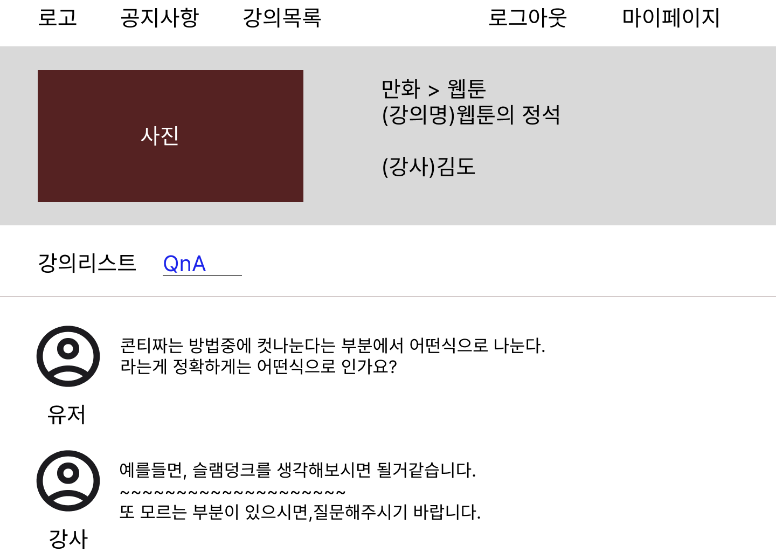 로고 공지사항 강의목록 로그아웃 마이페이지
사진
만화 > 웹툰
(강의명)웹툰의 정석
(강사)김도
강의리스트 QnA
콘티짜는 방법중에 컷나눈다는 부분에서 어떤식으로 나눈다.
라는게 정확하게는 어떤식으로 인가요?
유저
예를들면, 슬램덩크를 생각해보시면 될거같습니다.
~~~~~~~~~~~~~~~~~~~~
또 모르는 부분이 있으시면,질문해주시기 바랍니다.
강사